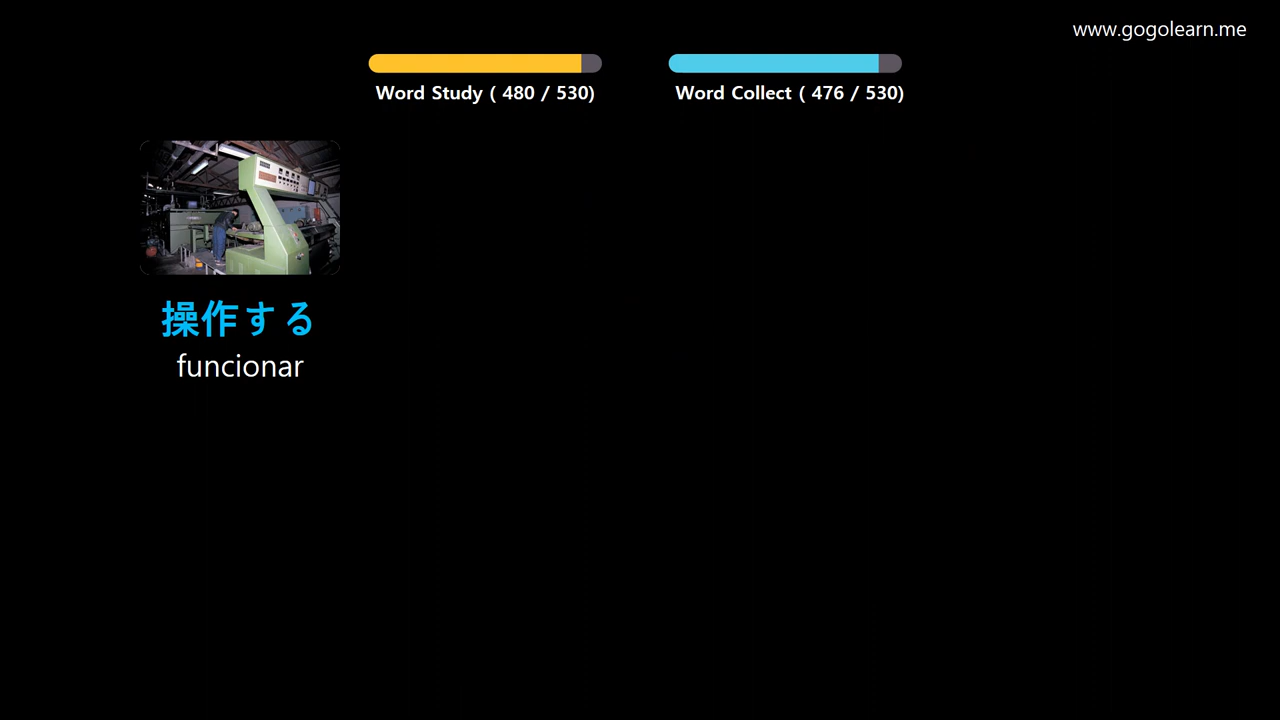 www.gogolearn.me
Word Study ( 480 / 530)
Word Collect ( 476 / 530)
操作する
funcionar